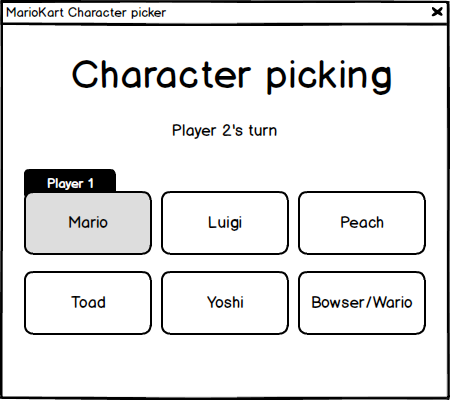 MarioKart Character picker
Character picking
Player 2's turn
Player 1
Mario
Luigi
Peach
Toad
Yoshi
Bowser/Wario